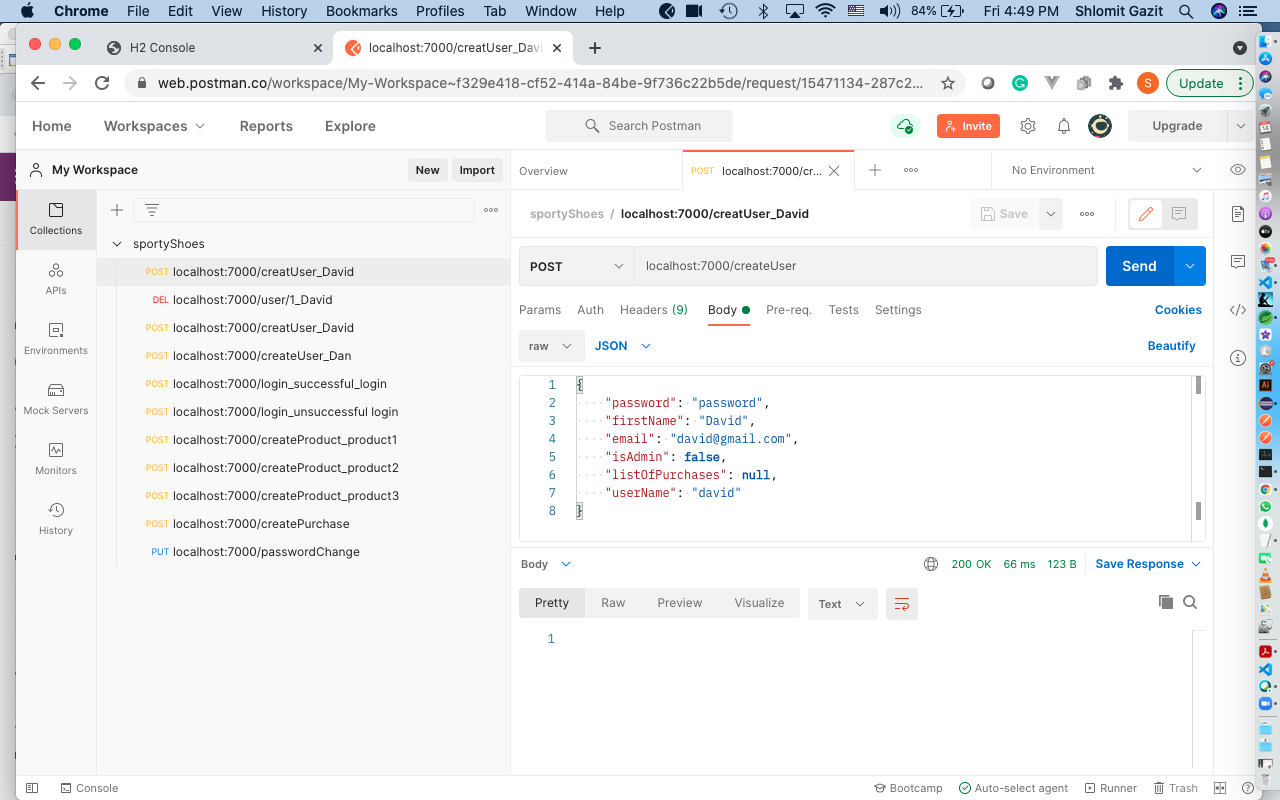 Chrome File Edit View History Bookmarks Profiles Tab Window Help 84% Fri 4:49 PM Shlomit Gazit
H2 Console
localhost:7000/creatUser_Davi
web.postman.co/workspace/My-Workspace~f329e418-cf52-414a-84be-9f736c22b5de/request/15471134-287c2...
S
Update
Home Workspaces Reports Explore
Search Postman
Invite
Upgrade
My Workspace
New
Import
Overview
POST localhost:7000/cr...
No Environment
Collections
APIs
Environments
Mock Servers
Monitors
History
sportyShoes
POST localhost:7000/creatUser_David
DEL localhost:7000/user/1_David
POST localhost:7000/creatUser_David
POST localhost:7000/createUser_Dan
POST localhost:7000/login_successful_login
POST localhost:7000/login_unsuccessful login
POST localhost:7000/createProduct_product1
POST localhost:7000/createProduct_product2
POST localhost:7000/createProduct_product3
POST localhost:7000/createPurchase
PUT localhost:7000/passwordChange
sportyShoes / localhost:7000/creatUser_David
Save
POST
localhost:7000/createUser
Send
Params Auth Headers (9) Body Pre-req. Tests Settings
Cookies
raw
JSON
Beautify
1 {
2 "password": "password",
3 "firstName": "David",
4 "email": "david@gmail.com",
5 "isAdmin": false,
6 "listOfPurchases": null,
7 "userName": "david"
8 }
Body
200 OK 66 ms 123 B
Save Response
Pretty Raw Preview Visualize
Text
1
Console
Bootcamp
Auto-select agent
Runner
Trash